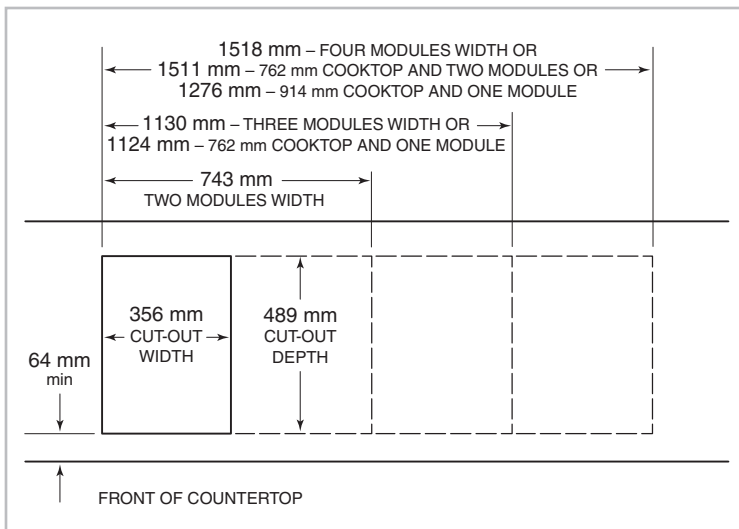 1518 mm – FOUR MODULES WIDTH OR
1511 mm – 762 mm COOKTOP AND TWO MODULES OR
1276 mm – 914 mm COOKTOP AND ONE MODULE
1130 mm – THREE MODULES WIDTH OR
1124 mm – 762 mm COOKTOP AND ONE MODULE
743 mm
TWO MODULES WIDTH
356 mm
CUT-OUT
WIDTH
489 mm
CUT-OUT
DEPTH
64 mm
min
FRONT OF COUNTERTOP